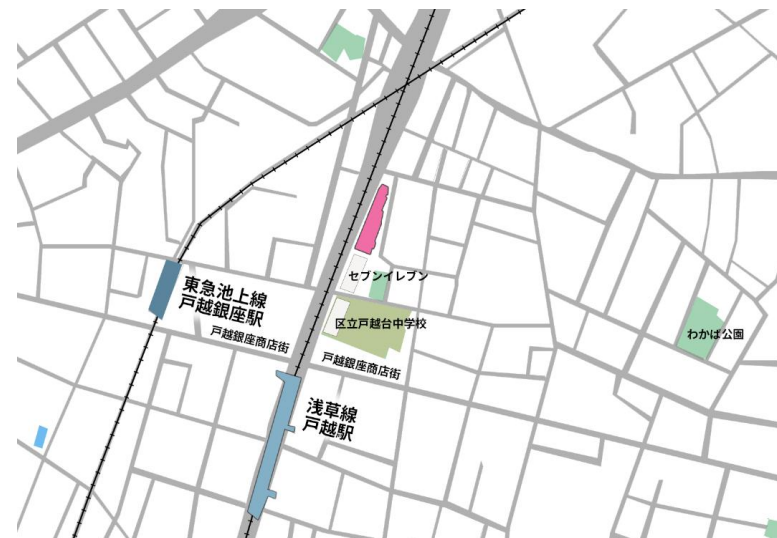 セブンイレブン
東急池上線
戸越銀座駅
区立戸越台中学校
わかば公園
戸越銀座商店街
戸越銀座商店街
浅草線
戸越駅